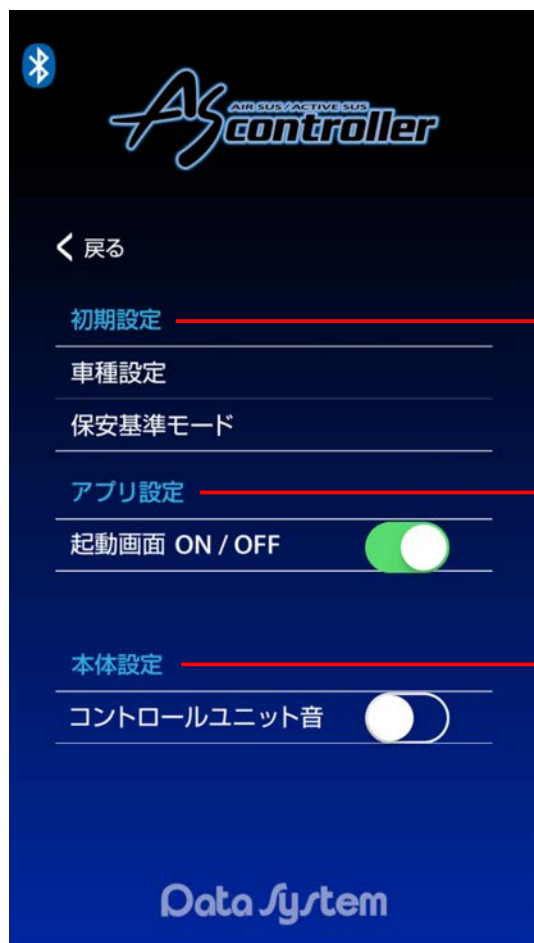 AS
AIR SUS/ACTIVE SUS
controller
戻る
初期設定
車種設定
保安基準モード
アプリ設定
起動画面 ON / OFF
本体設定
コントロールユニット音
Data System